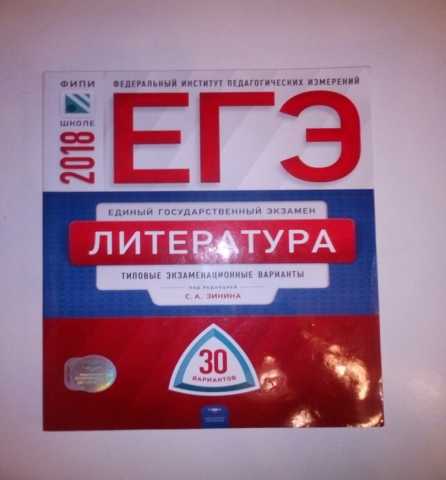 ФИПИ
ШКОЛЕ
ФЕДЕРАЛЬНЫЙ ИНСТИТУТ ПЕДАГОГИЧЕСКИХ ИЗМЕРЕНИЙ
2018
ЕГЭ
ЕДИНЫЙ ГОСУДАРСТВЕННЫЙ ЭКЗАМЕН
ЛИТЕРАТУРА
ТИПОВЫЕ ЭКЗАМЕНАЦИОННЫЕ ВАРИАНТЫ
ПОД РЕДАКЦИЕЙ
С. А. ЗИНИНА
30
ВАРИАНТОВ